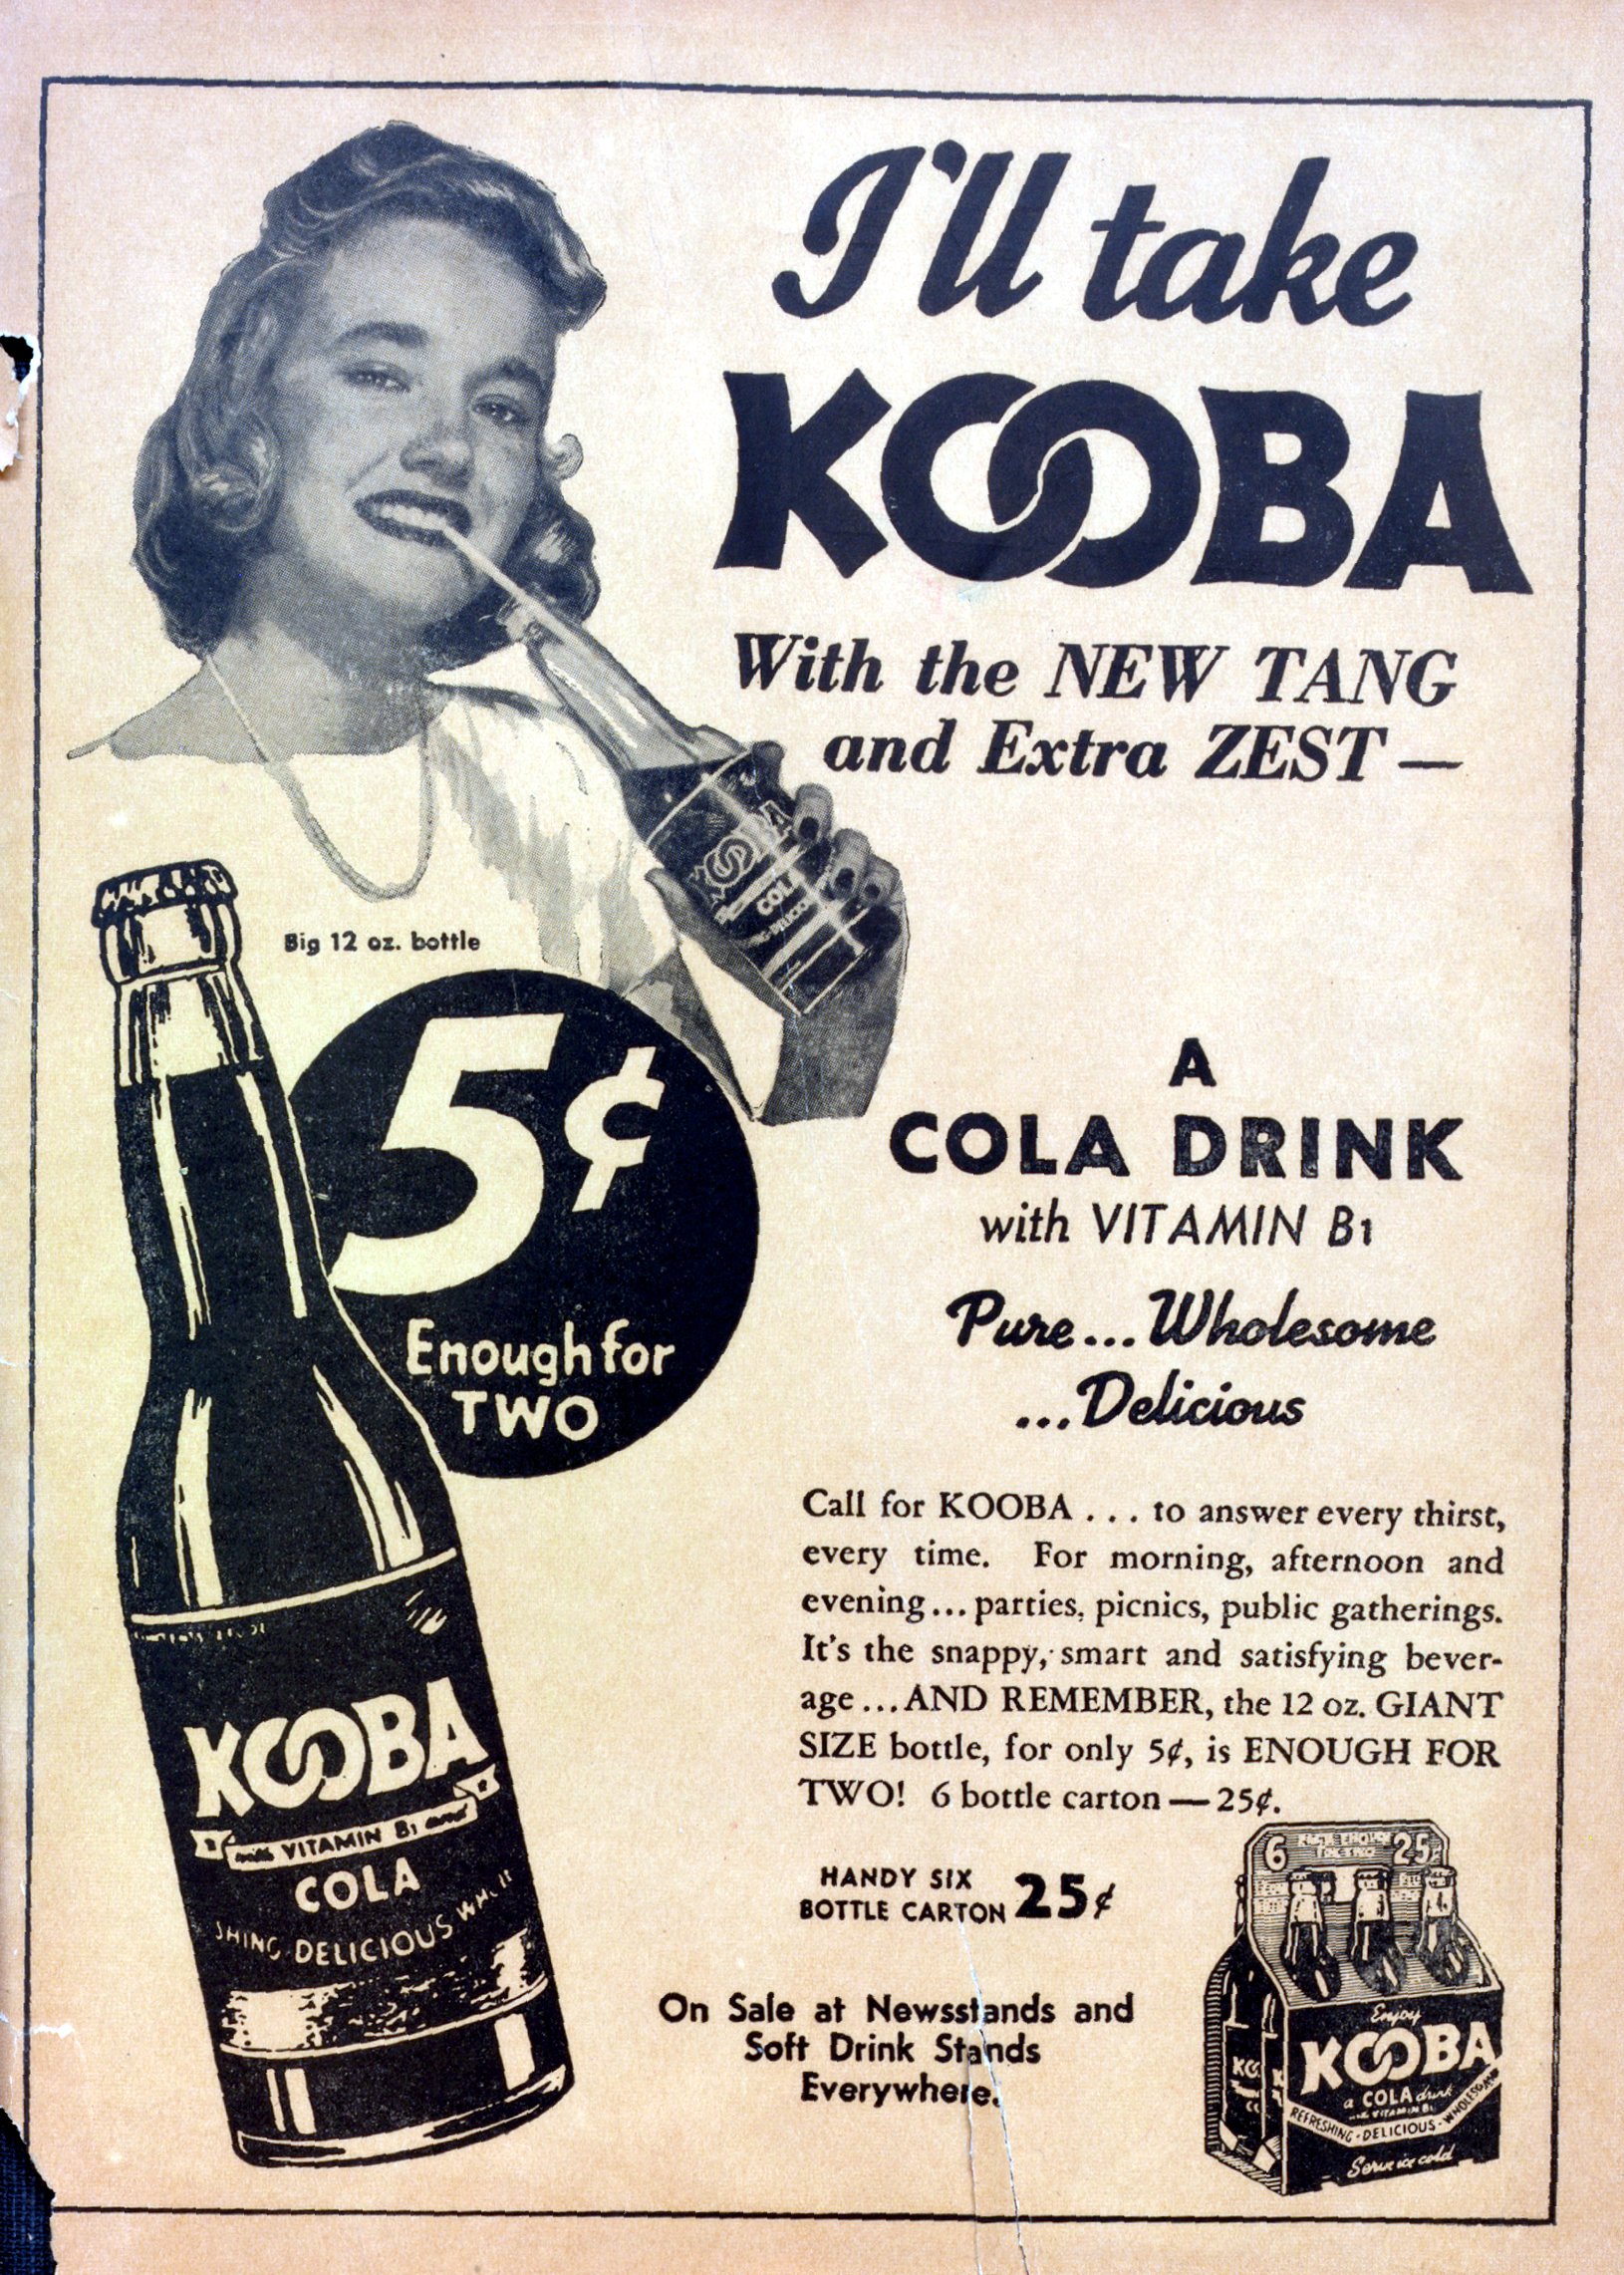 I'll take
KOOBA
With the NEW TANG
and Extra ZEST —
KOOBA
COLA
Big 12 oz. bottle
5¢
Enough for
TWO
A
COLA DRINK
with VITAMIN B1
Pure... Wholesome
...Delicious
Call for KOOBA . . . to answer every thirst,
every time. For morning, afternoon and
evening... parties, picnics, public gatherings.
It's the snappy, smart and satisfying bever-
age ... AND REMEMBER, the 12 oz. GIANT
SIZE bottle, for only 5¢, is ENOUGH FOR
TWO! 6 bottle carton — 25¢.
KOOBA
with VITAMIN B1 and
COLA
SHING DELICIOUS
HANDY SIX
BOTTLE CARTON 25¢
On Sale at Newsstands and
Soft Drink Stands
Everywhere.
6 25¢
Enjoy
KOOBA
a COLA drink
VITAMIN B1
REFRESHING - DELICIOUS - WHOLESOME
Serve ice cold